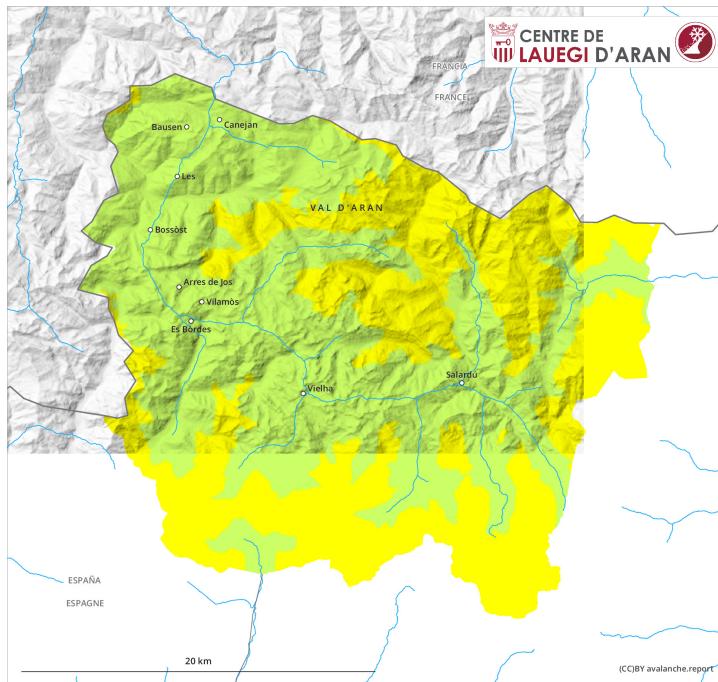 CENTRE DE
LAUEGI D'ARAN
FRANCIA
FRANCE
Bausen
Canejan
Les
VAL D'ARAN
Bossòst
Arres de Jos
Vilamòs
Es Bòrdes
Vielha
Salardú
ESPAÑA
ESPAGNE
20 km
(CC)BY avalanche.report